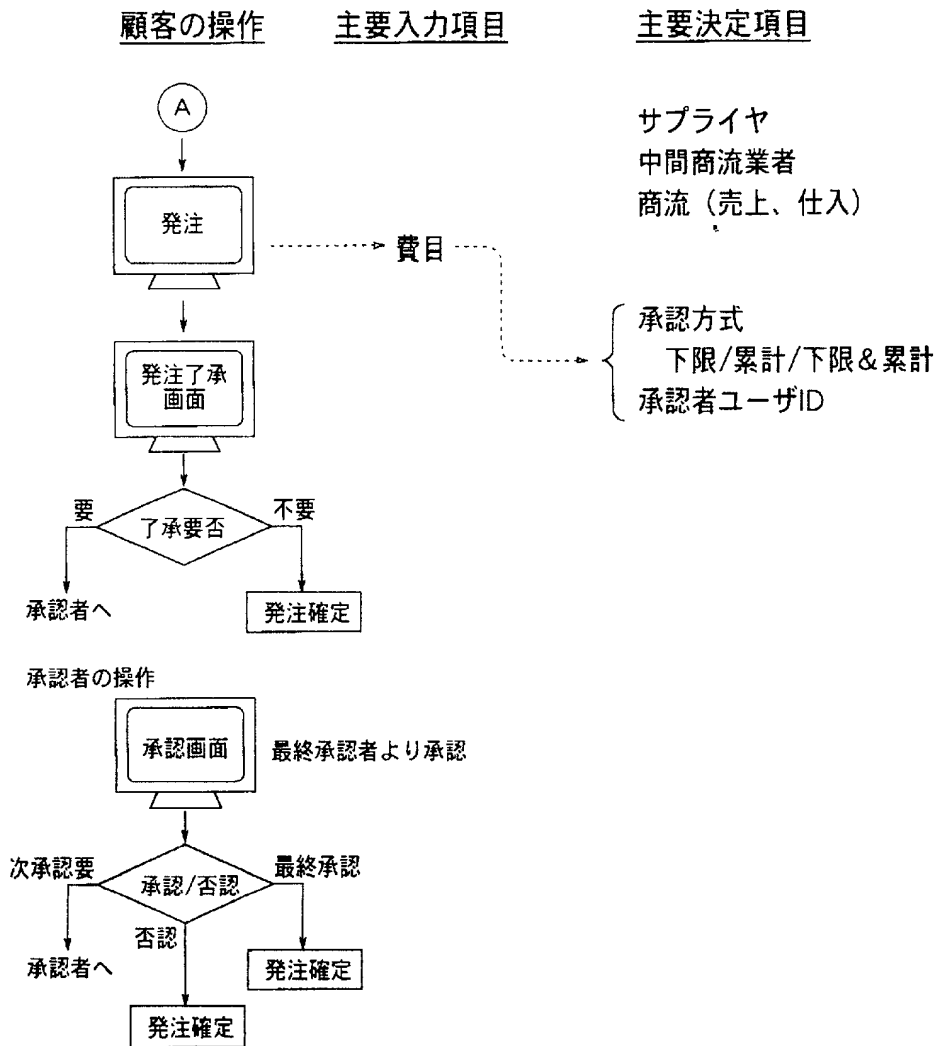 顧客の操作
主要入力項目
主要決定項目
A
サプライヤ
中間商流業者
商流（売上、仕入）
発注
費目
承認方式
下限/累計/下限&累計
承認者ユーザID
発注了承
画面
要
不要
了承要否
承認者へ
発注確定
承認者の操作
承認画面
最終承認者より承認
次承認要
最終承認
承認/否認
否認
承認者へ
発注確定
発注確定